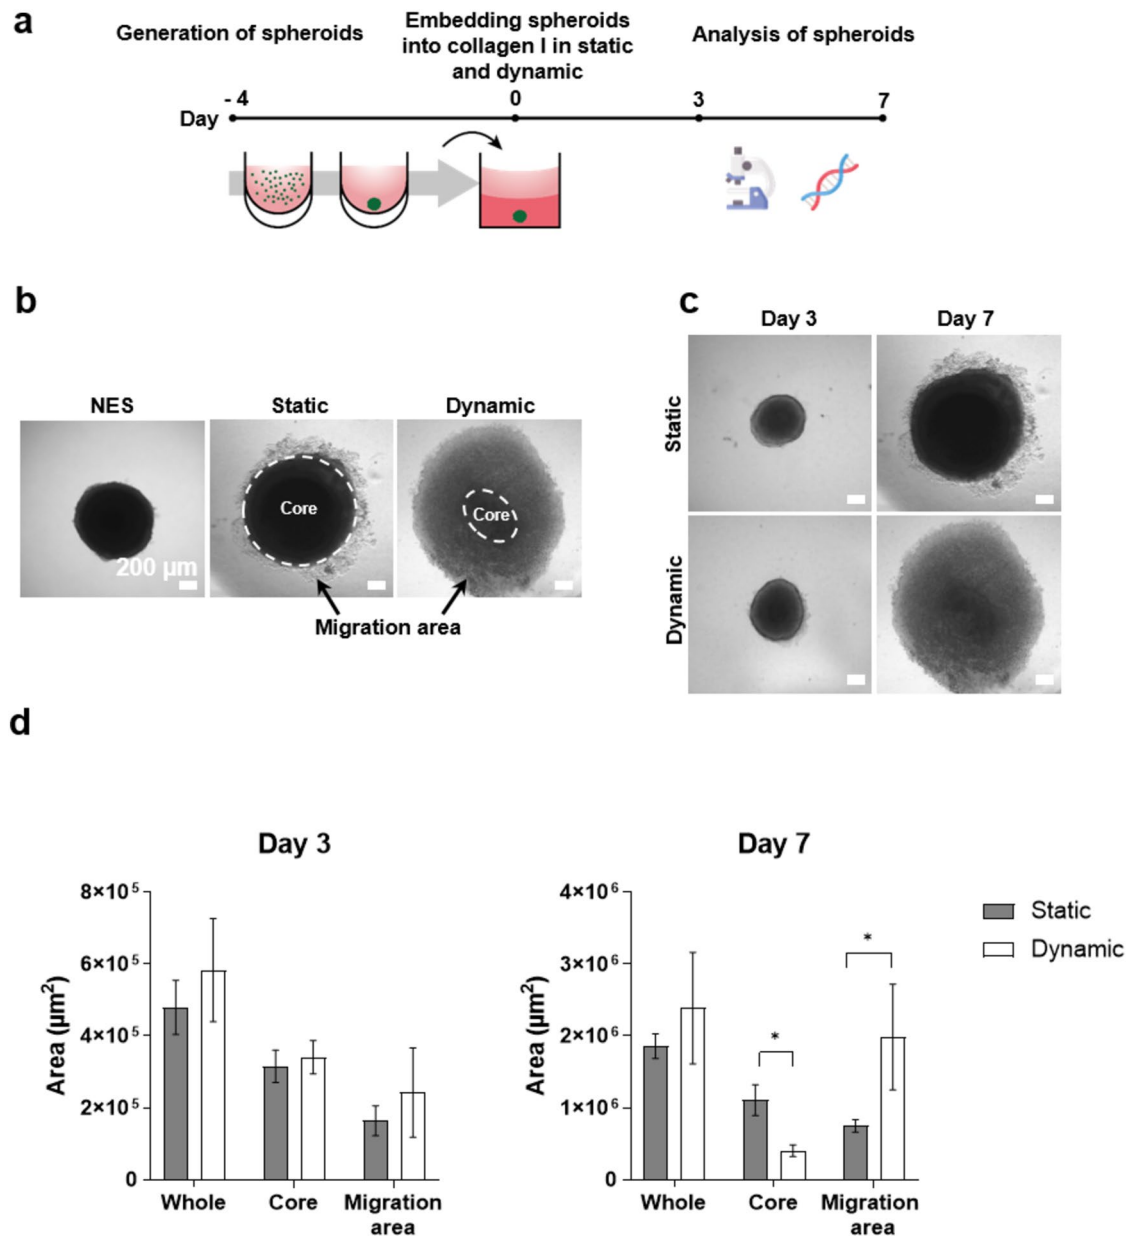 a
Generation of spheroids
Embedding spheroids
into collagen I in static
and dynamic
Analysis of spheroids
Day
- 4
0
3
7
b
NES
Static
Dynamic
200 µm
Core
Core
Migration area
c
Day 3
Day 7
Static
Dynamic
d
Day 3
Area (µm²)
8×10⁵
6×10⁵
4×10⁵
2×10⁵
0
Whole
Core
Migration
area
Day 7
Area (µm²)
4×10⁶
3×10⁶
2×10⁶
1×10⁶
0
*
*
Whole
Core
Migration
area
Static
Dynamic